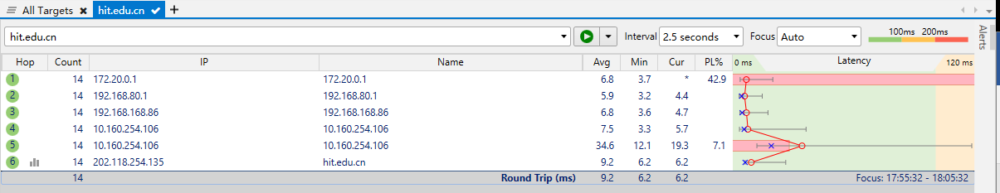 All Targets hit.edu.cn
hit.edu.cn Interval 2.5 seconds Focus Auto 100ms 200ms
Alerts
Hop Count IP Name Avg Min Cur PL% 0 ms Latency 120 ms
1 14 172.20.0.1 172.20.0.1 6.8 3.7 * 42.9
2 14 192.168.80.1 192.168.80.1 5.9 3.2 4.4
3 14 192.168.168.86 192.168.168.86 6.8 3.6 4.7
4 14 10.160.254.106 10.160.254.106 7.5 3.3 5.7
5 14 10.160.254.106 10.160.254.106 34.6 12.1 19.3 7.1
6 14 202.118.254.135 hit.edu.cn 9.2 6.2 6.2
14 Round Trip (ms) 9.2 6.2 6.2 Focus: 17:55:32 - 18:05:32